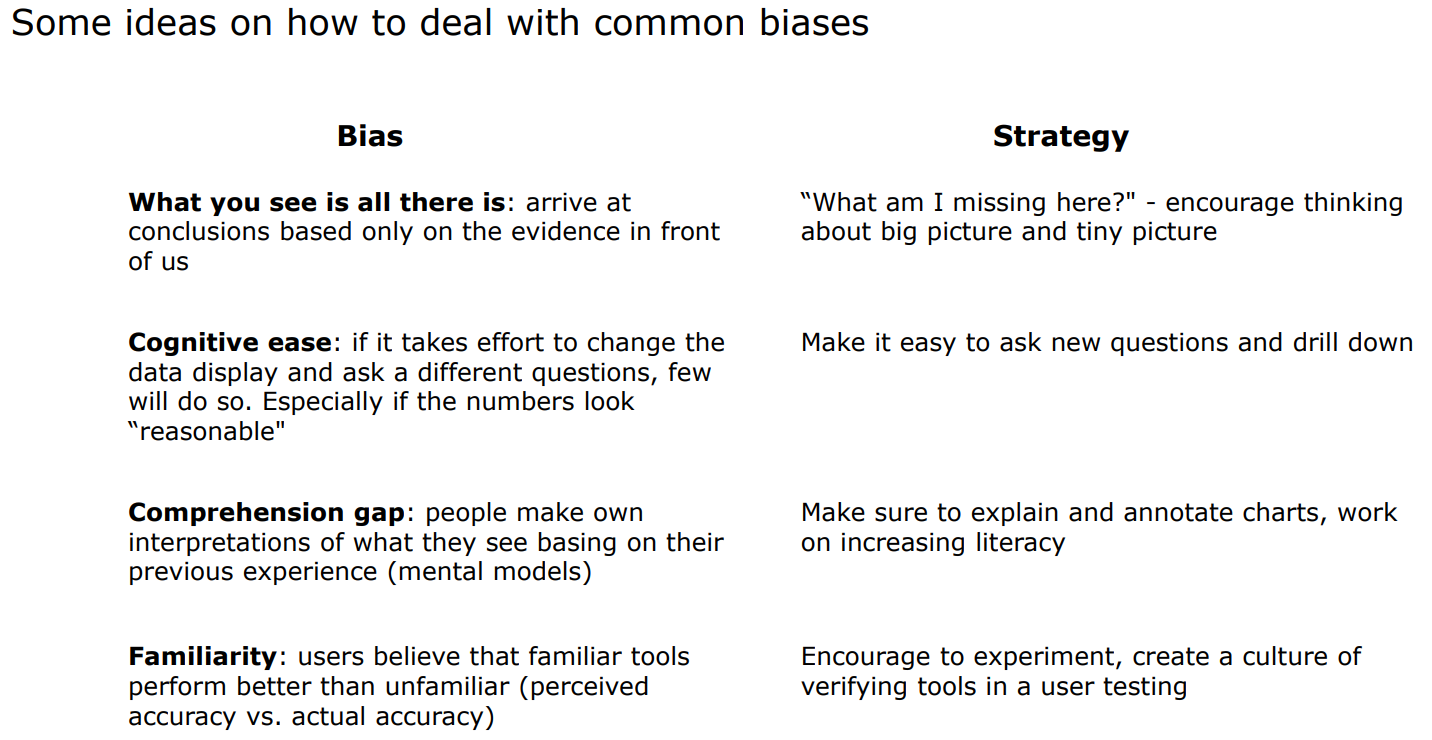 Some ideas on how to deal with common biases
Bias
Strategy
What you see is all there is: arrive at
conclusions based only on the evidence in front
of us
“What am I missing here?" - encourage thinking
about big picture and tiny picture
Cognitive ease: if it takes effort to change the
data display and ask a different questions, few
will do so. Especially if the numbers look
“reasonable"
Make it easy to ask new questions and drill down
Comprehension gap: people make own
interpretations of what they see basing on their
previous experience (mental models)
Make sure to explain and annotate charts, work
on increasing literacy
Familiarity: users believe that familiar tools
perform better than unfamiliar (perceived
accuracy vs. actual accuracy)
Encourage to experiment, create a culture of
verifying tools in a user testing